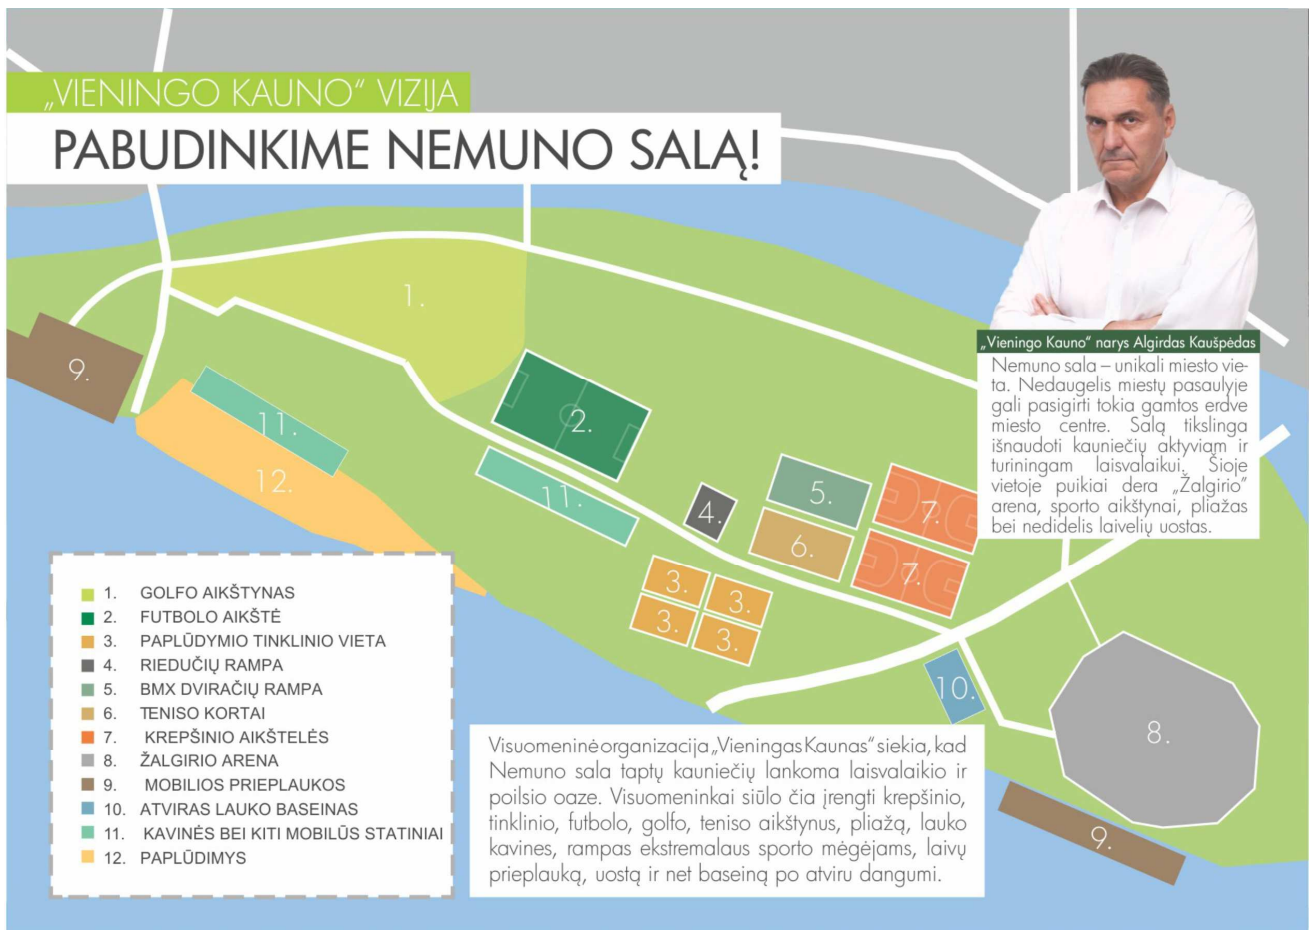 „VIENINGO KAUNO“ VIZIJA
PABUDINKIME NEMUNO SALĄ!
„Vieningo Kauno“ narys Algirdas Kaušpėdas
Nemuno sala – unikali miesto vie-
ta. Nedaugelis miestų pasaulyje
gali pasigirti tokia gamtos erdve
miesto centre. Salą tikslinga
išnaudoti kauniečių aktyviam ir
turiningam laisvalaikui. Šioje
vietoje puikiai dera „Žalgirio“
arena, sporto aikštynai, pliažas
bei nedidelis laivelių uostas.
1.
9.
2.
11.
12.
11.
4.
5.
6.
7.
7.
3.
3.
3.
3.
10.
8.
9.
1. GOLFO AIKŠTYNAS
2. FUTBOLO AIKŠTĖ
3. PAPLŪDYMIO TINKLINIO VIETA
4. RIEDUČIŲ RAMPA
5. BMX DVIRAČIŲ RAMPA
6. TENISO KORTAI
7. KREPŠINIO AIKŠTELĖS
8. ŽALGIRIO ARENA
9. MOBILIOS PRIEPLAUKOS
10. ATVIRAS LAUKO BASEINAS
11. KAVINĖS BEI KITI MOBILŪS STATINIAI
12. PAPLŪDIMYS
Visuomeninė organizacija „Vieningas Kaunas“ siekia, kad
Nemuno sala taptų kauniečių lankoma laisvalaikio ir
poilsio oaze. Visuomeninkai siūlo čia įrengti krepšinio,
tinklinio, futbolo, golfo, teniso aikštynus, pliažą, lauko
kavines, rampas ekstremalaus sporto mėgėjams, laivų
prieplauką, uostą ir net baseiną po atviru dangumi.